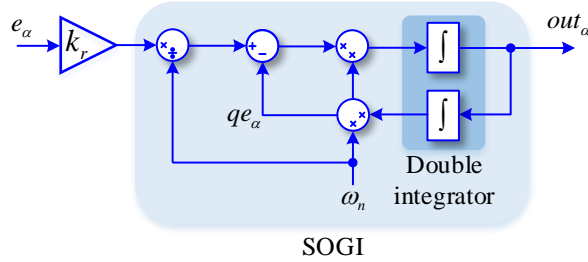 e_α
k_r
out_α
× ÷
+ −
× ×
∫
qe_α
× ×
∫
Double
integrator
ω_n
SOGI